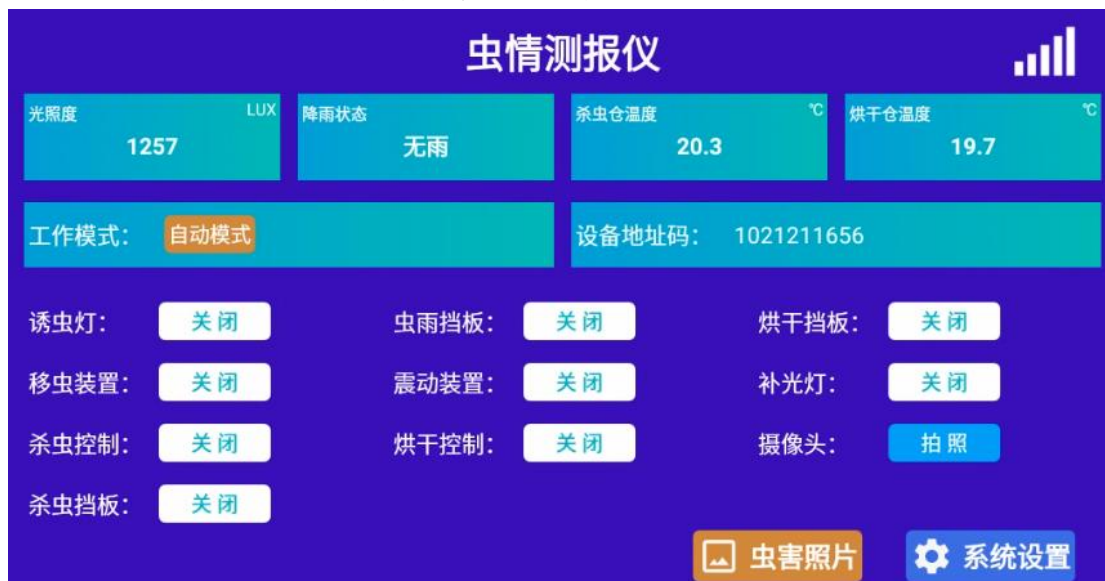 虫情测报仪
光照度 LUX 降雨状态 杀虫仓温度 ℃ 烘干仓温度 ℃
1257 无雨 20.3 19.7
工作模式： 自动模式 设备地址码： 1021211656
诱虫灯： 关闭 虫雨挡板： 关闭 烘干挡板： 关闭
移虫装置： 关闭 震动装置： 关闭 补光灯： 关闭
杀虫控制： 关闭 烘干控制： 关闭 摄像头： 拍照
杀虫挡板： 关闭
虫害照片 系统设置